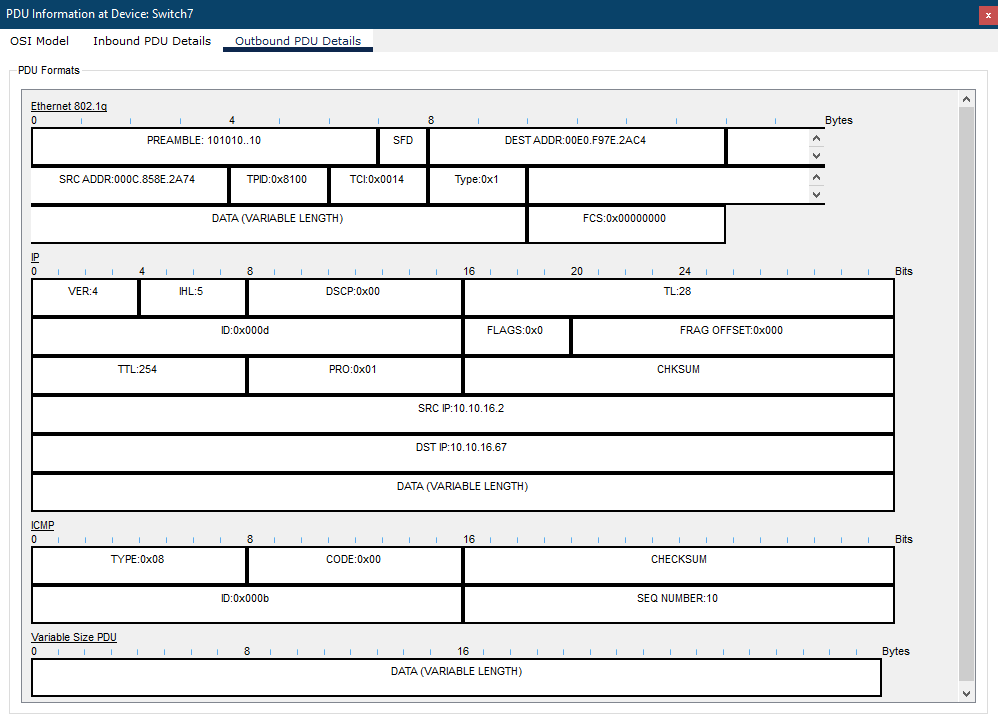 PDU Information at Device: Switch7
x
OSI Model Inbound PDU Details Outbound PDU Details
PDU Formats
Ethernet 802.1q
0 4 8 Bytes
PREAMBLE: 101010..10 SFD DEST ADDR:00E0.F97E.2AC4
SRC ADDR:000C.858E.2A74 TPID:0x8100 TCI:0x0014 Type:0x1
DATA (VARIABLE LENGTH) FCS:0x00000000
IP
0 4 8 16 20 24 Bits
VER:4 IHL:5 DSCP:0x00 TL:28
ID:0x000d FLAGS:0x0 FRAG OFFSET:0x000
TTL:254 PRO:0x01 CHKSUM
SRC IP:10.10.16.2
DST IP:10.10.16.67
DATA (VARIABLE LENGTH)
ICMP
0 8 16 Bits
TYPE:0x08 CODE:0x00 CHECKSUM
ID:0x000b SEQ NUMBER:10
Variable Size PDU
0 8 16 Bytes
DATA (VARIABLE LENGTH)